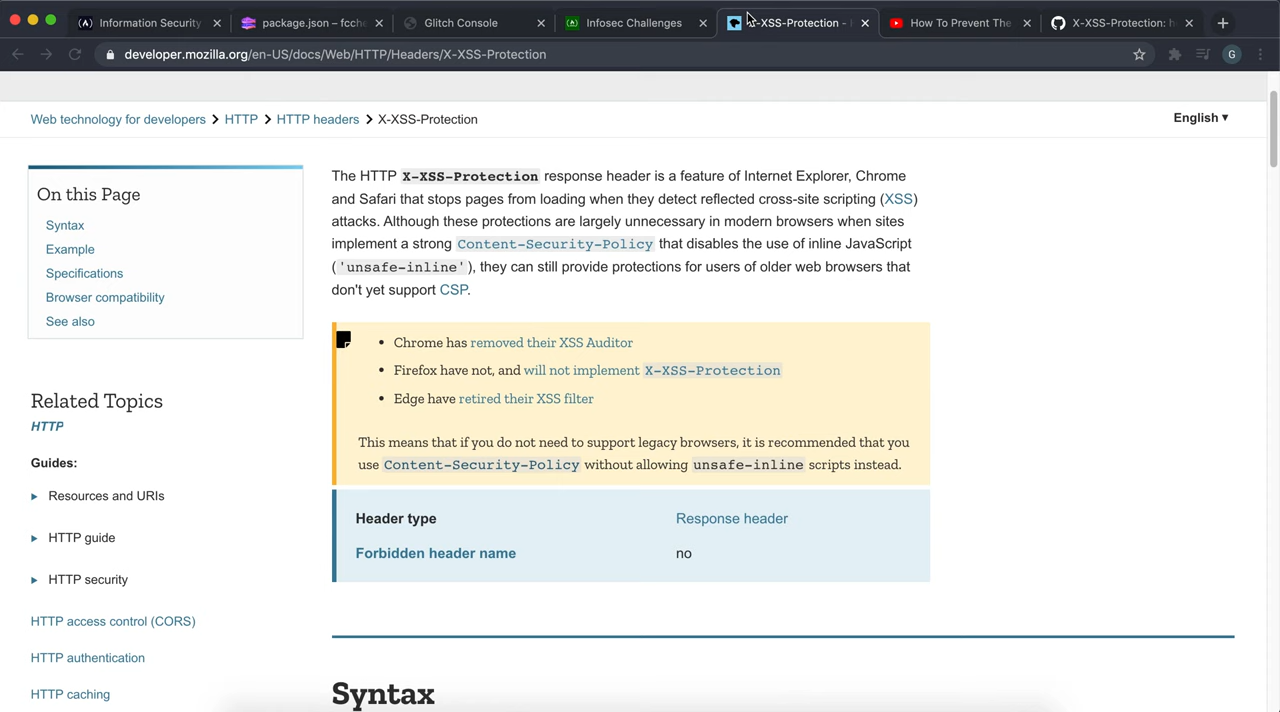 Information Security
package.json – fcche
Glitch Console
Infosec Challenges
X-XSS-Protection -
How To Prevent The
X-XSS-Protection: h
developer.mozilla.org/en-US/docs/Web/HTTP/Headers/X-XSS-Protection
G
Web technology for developers > HTTP > HTTP headers > X-XSS-Protection
English ▼
On this Page
Syntax
Example
Specifications
Browser compatibility
See also
Related Topics
HTTP
Guides:
Resources and URIs
HTTP guide
HTTP security
HTTP access control (CORS)
HTTP authentication
HTTP caching
The HTTP X-XSS-Protection response header is a feature of Internet Explorer, Chrome
and Safari that stops pages from loading when they detect reflected cross-site scripting (XSS)
attacks. Although these protections are largely unnecessary in modern browsers when sites
implement a strong Content-Security-Policy that disables the use of inline JavaScript
('unsafe-inline'), they can still provide protections for users of older web browsers that
don't yet support CSP.
• Chrome has removed their XSS Auditor
• Firefox have not, and will not implement X-XSS-Protection
• Edge have retired their XSS filter
This means that if you do not need to support legacy browsers, it is recommended that you
use Content-Security-Policy without allowing unsafe-inline scripts instead.
Header type Response header
Forbidden header name no
Syntax